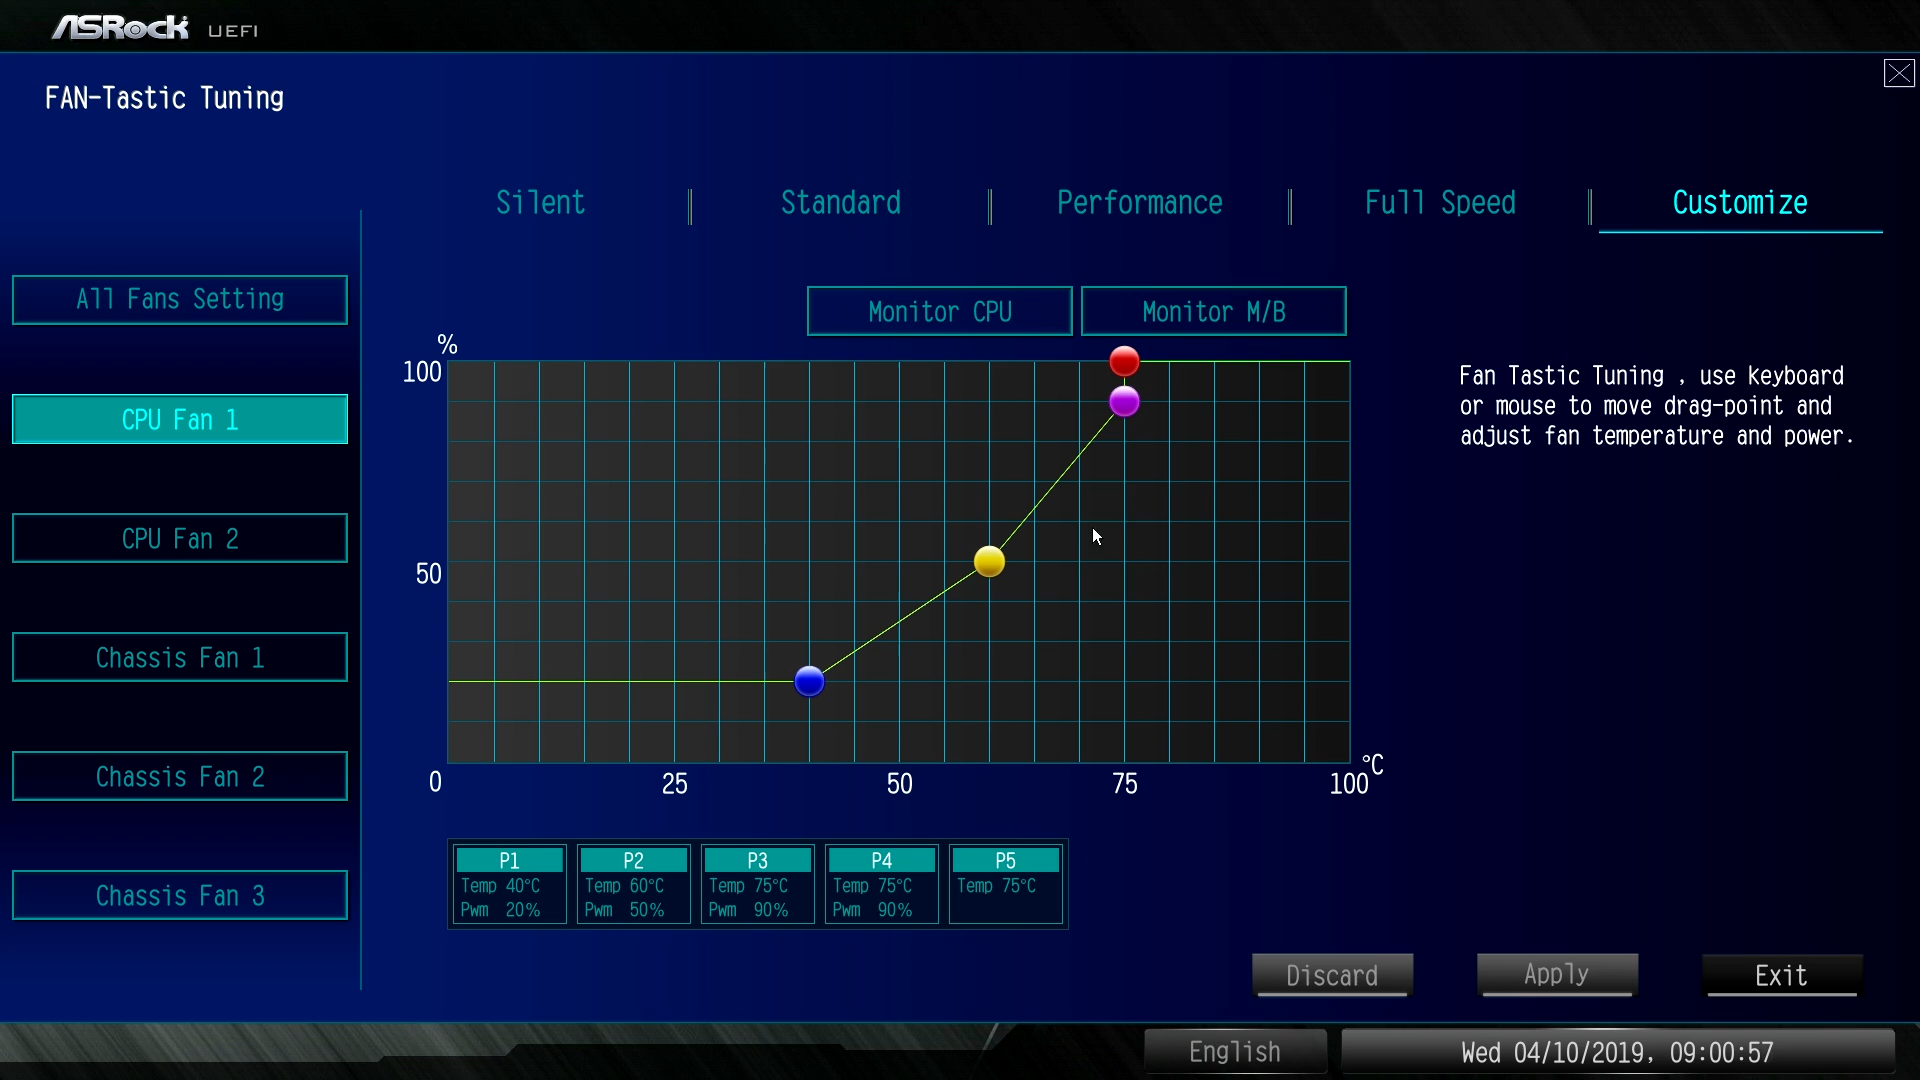 ASRock UEFI
FAN-Tastic Tuning
Silent Standard Performance Full Speed Customize
All Fans Setting
CPU Fan 1
CPU Fan 2
Chassis Fan 1
Chassis Fan 2
Chassis Fan 3
Monitor CPU Monitor M/B
%
100
50
0 25 50 75 100 °C
Fan Tastic Tuning , use keyboard
or mouse to move drag-point and
adjust fan temperature and power.
P1
Temp 40°C
Pwm 20%
P2
Temp 60°C
Pwm 50%
P3
Temp 75°C
Pwm 90%
P4
Temp 75°C
Pwm 90%
P5
Temp 75°C
Discard Apply Exit
English Wed 04/10/2019, 09:00:57